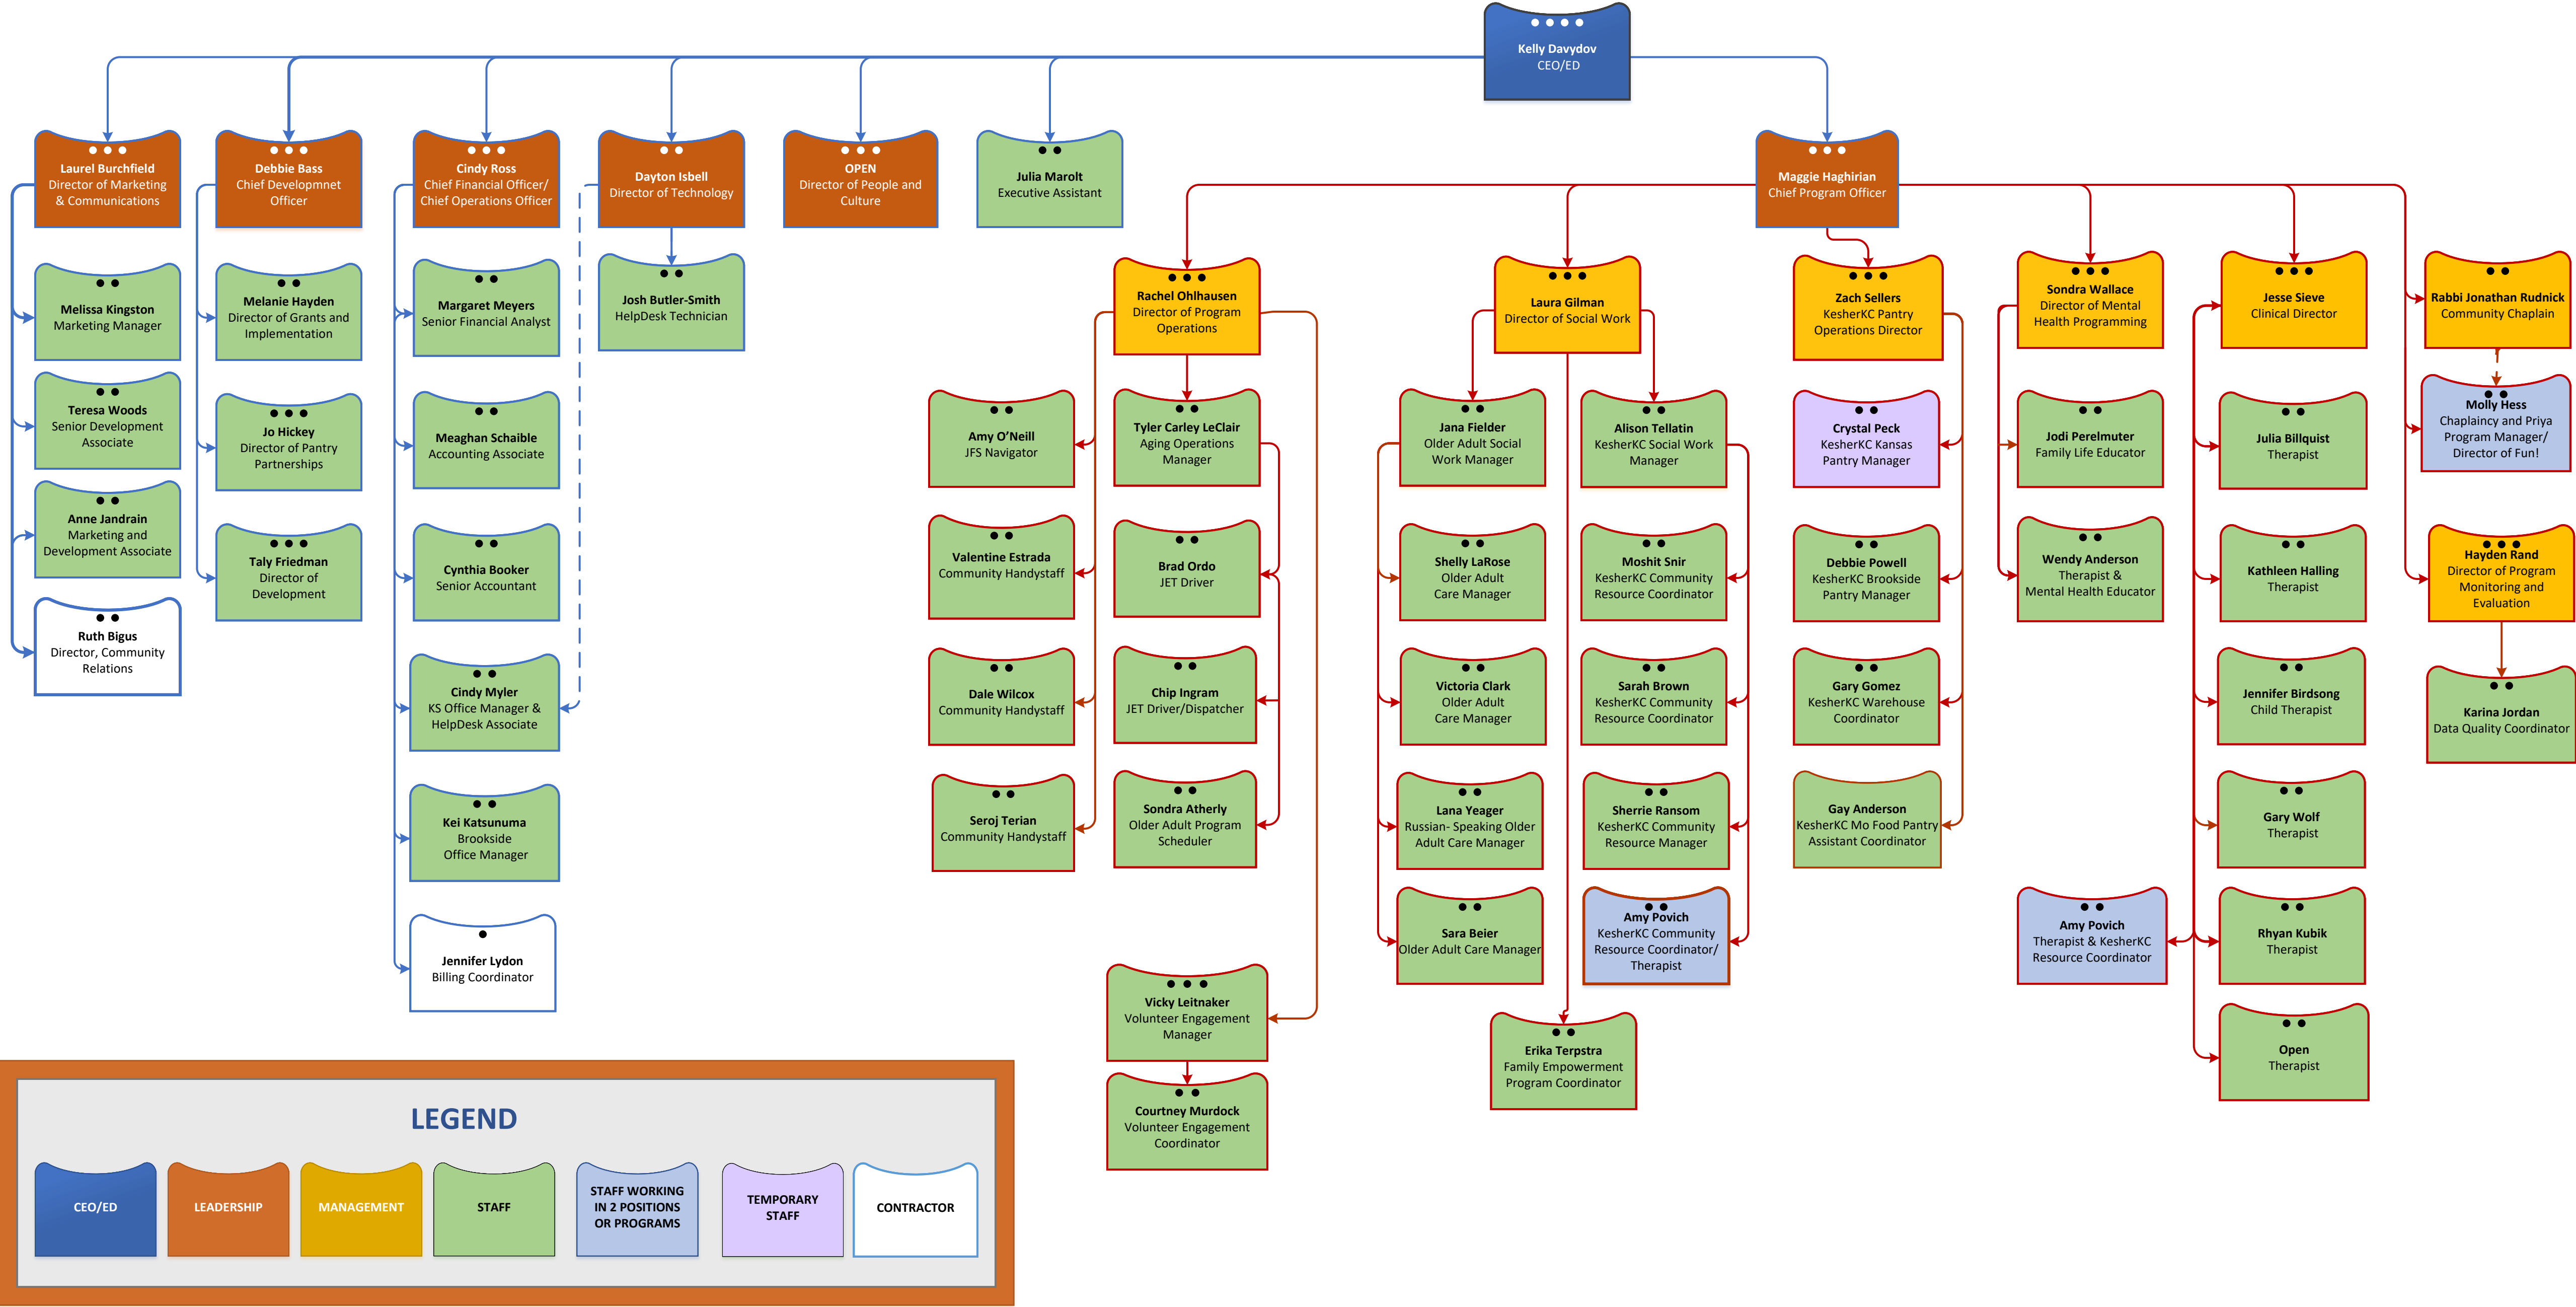 Kelly Davydov
CEO/ED
Laurel Burchfield
Director of Marketing
& Communications
Debbie Bass
Chief Developmnet
Officer
Cindy Ross
Chief Financial Officer/
Chief Operations Officer
Dayton Isbell
Director of Technology
OPEN
Director of People and
Culture
Julia Marolt
Executive Assistant
Maggie Haghirian
Chief Program Officer
Melissa Kingston
Marketing Manager
Teresa Woods
Senior Development
Associate
Anne Jandrain
Marketing and
Development Associate
Ruth Bigus
Director, Community
Relations
Melanie Hayden
Director of Grants and
Implementation
Jo Hickey
Director of Pantry
Partnerships
Taly Friedman
Director of
Development
Margaret Meyers
Senior Financial Analyst
Meaghan Schaible
Accounting Associate
Cynthia Booker
Senior Accountant
Cindy Myler
KS Office Manager &
HelpDesk Associate
Kei Katsunuma
Brookside
Office Manager
Jennifer Lydon
Billing Coordinator
Josh Butler-Smith
HelpDesk Technician
Rachel Ohlhausen
Director of Program
Operations
Amy O’Neill
JFS Navigator
Valentine Estrada
Community Handystaff
Dale Wilcox
Community Handystaff
Seroj Terian
Community Handystaff
Tyler Carley LeClair
Aging Operations
Manager
Brad Ordo
JET Driver
Chip Ingram
JET Driver/Dispatcher
Sondra Atherly
Older Adult Program
Scheduler
Vicky Leitnaker
Volunteer Engagement
Manager
Courtney Murdock
Volunteer Engagement
Coordinator
Laura Gilman
Director of Social Work
Jana Fielder
Older Adult Social
Work Manager
Shelly LaRose
Older Adult
Care Manager
Victoria Clark
Older Adult
Care Manager
Lana Yeager
Russian- Speaking Older
Adult Care Manager
Sara Beier
Older Adult Care Manager
Alison Tellatin
KesherKC Social Work
Manager
Moshit Snir
KesherKC Community
Resource Coordinator
Sarah Brown
KesherKC Community
Resource Coordinator
Sherrie Ransom
KesherKC Community
Resource Manager
Amy Povich
KesherKC Community
Resource Coordinator/
Therapist
Erika Terpstra
Family Empowerment
Program Coordinator
Zach Sellers
KesherKC Pantry
Operations Director
Crystal Peck
KesherKC Kansas
Pantry Manager
Debbie Powell
KesherKC Brookside
Pantry Manager
Gary Gomez
KesherKC Warehouse
Coordinator
Gay Anderson
KesherKC Mo Food Pantry
Assistant Coordinator
Sondra Wallace
Director of Mental
Health Programming
Jodi Perelmuter
Family Life Educator
Wendy Anderson
Therapist &
Mental Health Educator
Amy Povich
Therapist & KesherKC
Resource Coordinator
Jesse Sieve
Clinical Director
Julia Billquist
Therapist
Kathleen Halling
Therapist
Jennifer Birdsong
Child Therapist
Gary Wolf
Therapist
Rhyan Kubik
Therapist
Open
Therapist
Rabbi Jonathan Rudnick
Community Chaplain
Molly Hess
Chaplaincy and Priya
Program Manager/
Director of Fun!
Hayden Rand
Director of Program
Monitoring and
Evaluation
Karina Jordan
Data Quality Coordinator
LEGEND
CEO/ED
LEADERSHIP
MANAGEMENT
STAFF
STAFF WORKING
IN 2 POSITIONS
OR PROGRAMS
TEMPORARY
STAFF
CONTRACTOR